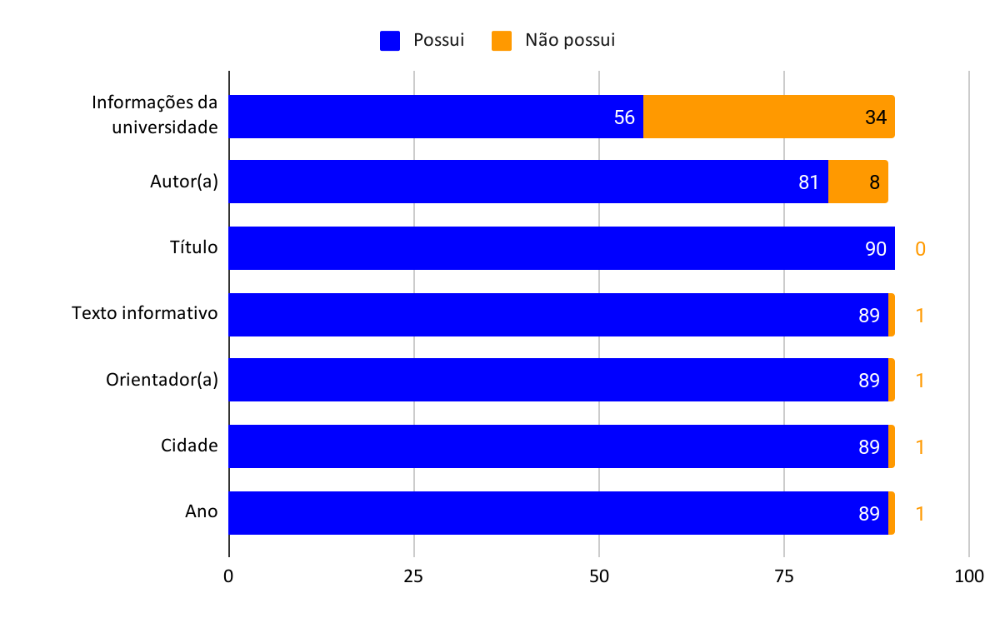 Possui Não possui
Informações da
universidade
56 34
Autor(a) 81 8
Título 90 0
Texto informativo 89 1
Orientador(a) 89 1
Cidade 89 1
Ano 89 1
0 25 50 75 100